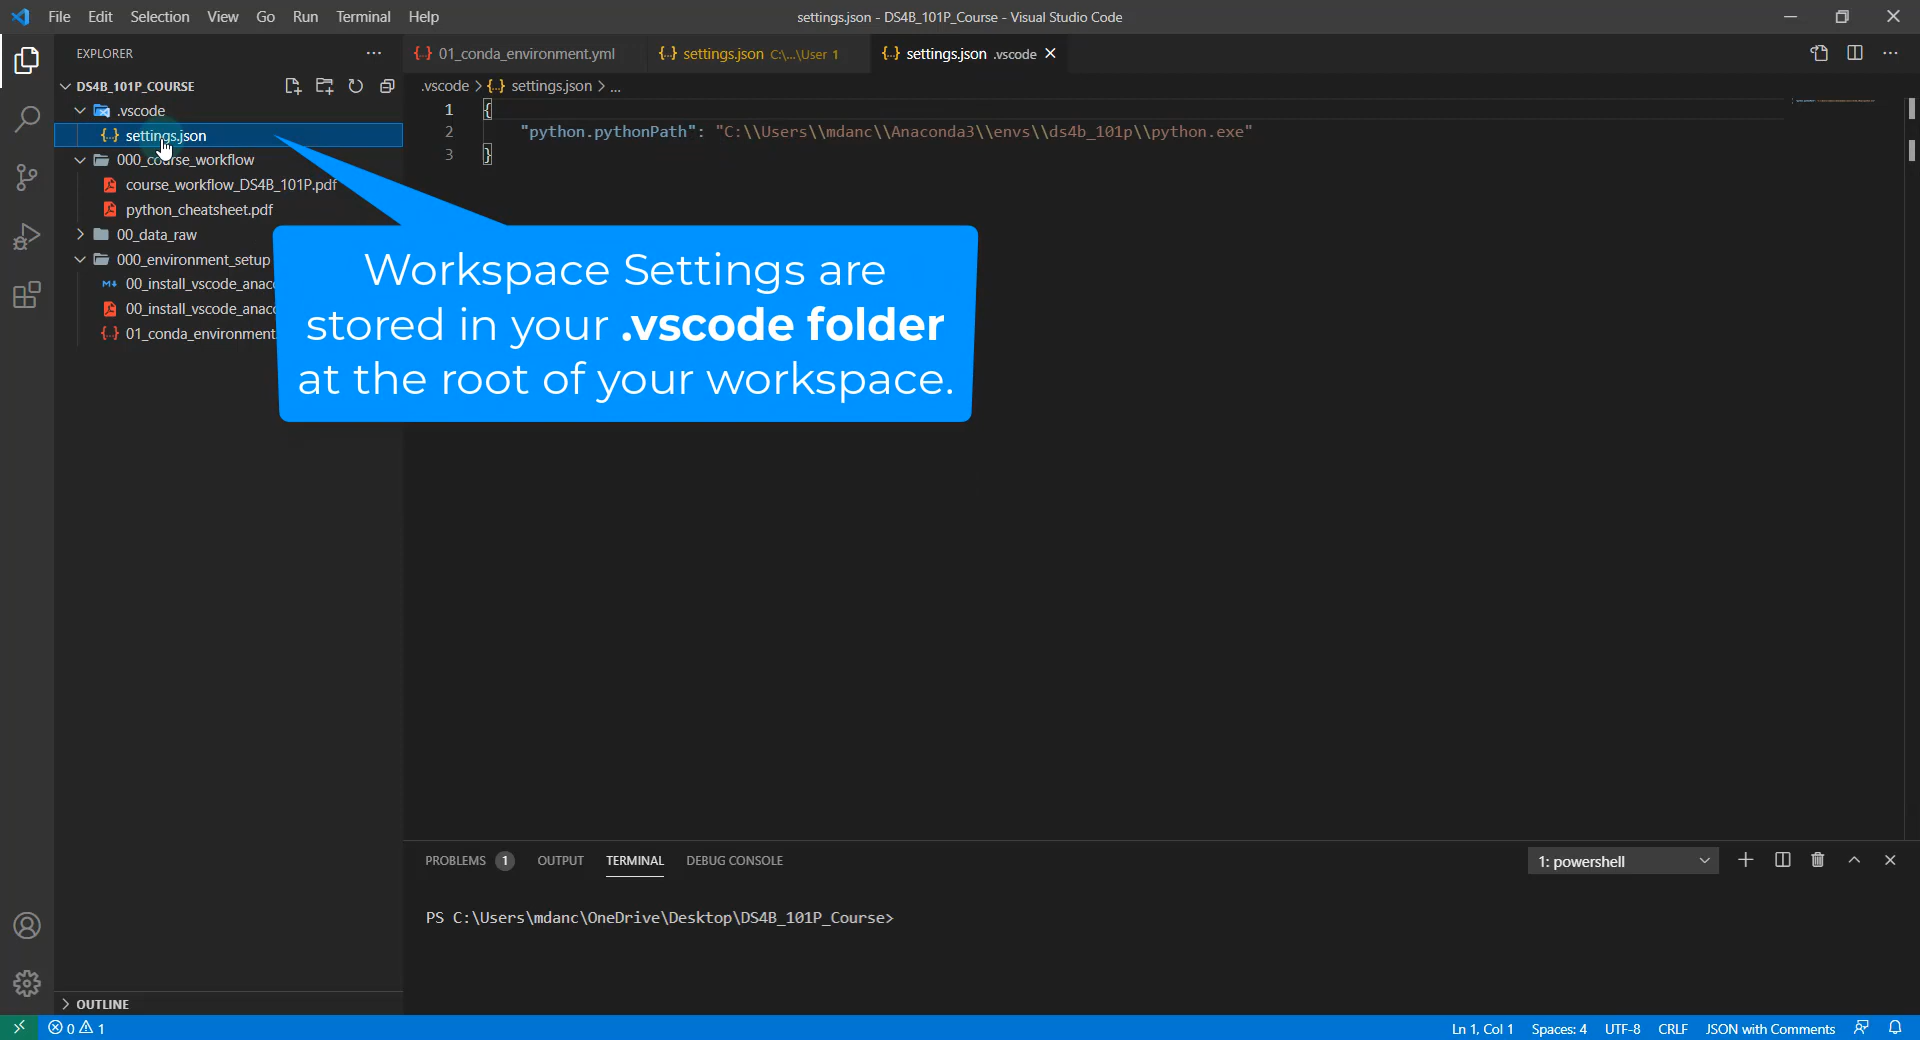 File Edit Selection View Go Run Terminal Help
settings.json - DS4B_101P_Course - Visual Studio Code
EXPLORER
DS4B_101P_COURSE
.vscode
settings.json
000_course_workflow
course_workflow_DS4B_101P.pdf
python_cheatsheet.pdf
00_data_raw
000_environment_setup
00_install_vscode_anac
00_install_vscode_anac
01_conda_environment
OUTLINE
01_conda_environment.yml
settings.json C:\...\User 1
settings.json .vscode
.vscode > settings.json > ...
1 {
2 "python.pythonPath": "C:\\Users\\mdanc\\Anaconda3\\envs\\ds4b_101p\\python.exe"
3 }
Workspace Settings are
stored in your .vscode folder
at the root of your workspace.
PROBLEMS 1 OUTPUT TERMINAL DEBUG CONSOLE
1: powershell
PS C:\Users\mdanc\OneDrive\Desktop\DS4B_101P_Course>
0 1
Ln 1, Col 1 Spaces: 4 UTF-8 CRLF JSON with Comments